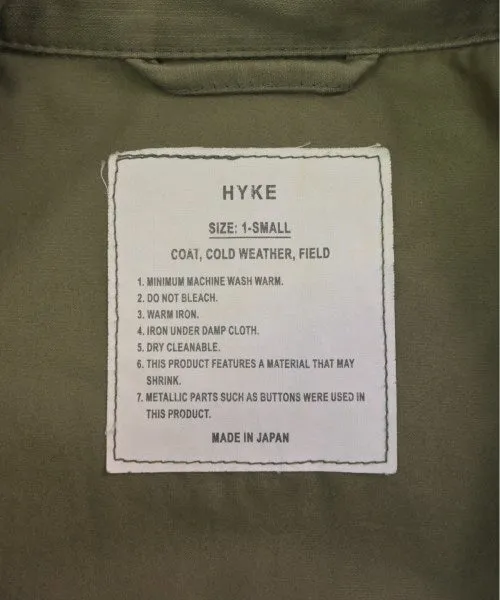 HYKE
SIZE: 1-SMALL
COAT, COLD WEATHER, FIELD
1. MINIMUM MACHINE WASH WARM.
2. DO NOT BLEACH.
3. WARM IRON.
4. IRON UNDER DAMP CLOTH.
5. DRY CLEANABLE.
6. THIS PRODUCT FEATURES A MATERIAL THAT MAY
SHRINK.
7. METALLIC PARTS SUCH AS BUTTONS WERE USED IN
THIS PRODUCT.
MADE IN JAPAN